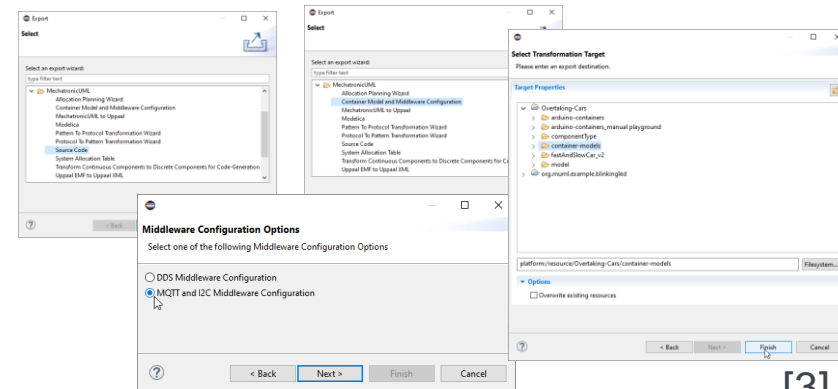 Export
Select
Select an export wizard:
type filter text
MechatronicUML
Allocation Planning Wizard
Container Model and Middleware Configuration
MechatronicUML to Uppaal
Modelica
Pattern To Protocol Transformation Wizard
Protocol To Pattern Transformation Wizard
Source Code
System Allocation Table
Transform Continuous Components to Discrete Components for Code-Generation
Uppaal EMF to Uppaal XML
< Back
Export
Select
Select an export wizard:
type filter text
MechatronicUML
Allocation Planning Wizard
Container Model and Middleware Configuration
MechatronicUML to Uppaal
Modelica
Pattern To Protocol Transformation Wizard
Protocol To Pattern Transformation Wizard
Source Code
System Allocation Table
Transform Continuous Components to Discrete Components for C
Uppaal EMF to Uppaal XML
Select Transformation Target
Please enter an export destination.
Target Properties
Overtaking-Cars
arduino-containers
arduino-containers_manual playground
componentType
container-models
fastAndSlowCar_v2
model
org.muml.example.blinkingled
platform:/resource/Overtaking-Cars/container-models
Filesystem...
Options
Overwrite existing resources
< Back Next > Finish Cancel
Middleware Configuration Options
Select one of the following Middleware Configuration Options
DDS Middleware Configuration
MQTT and I2C Middleware Configuration
< Back Next > Finish Cancel
[3]